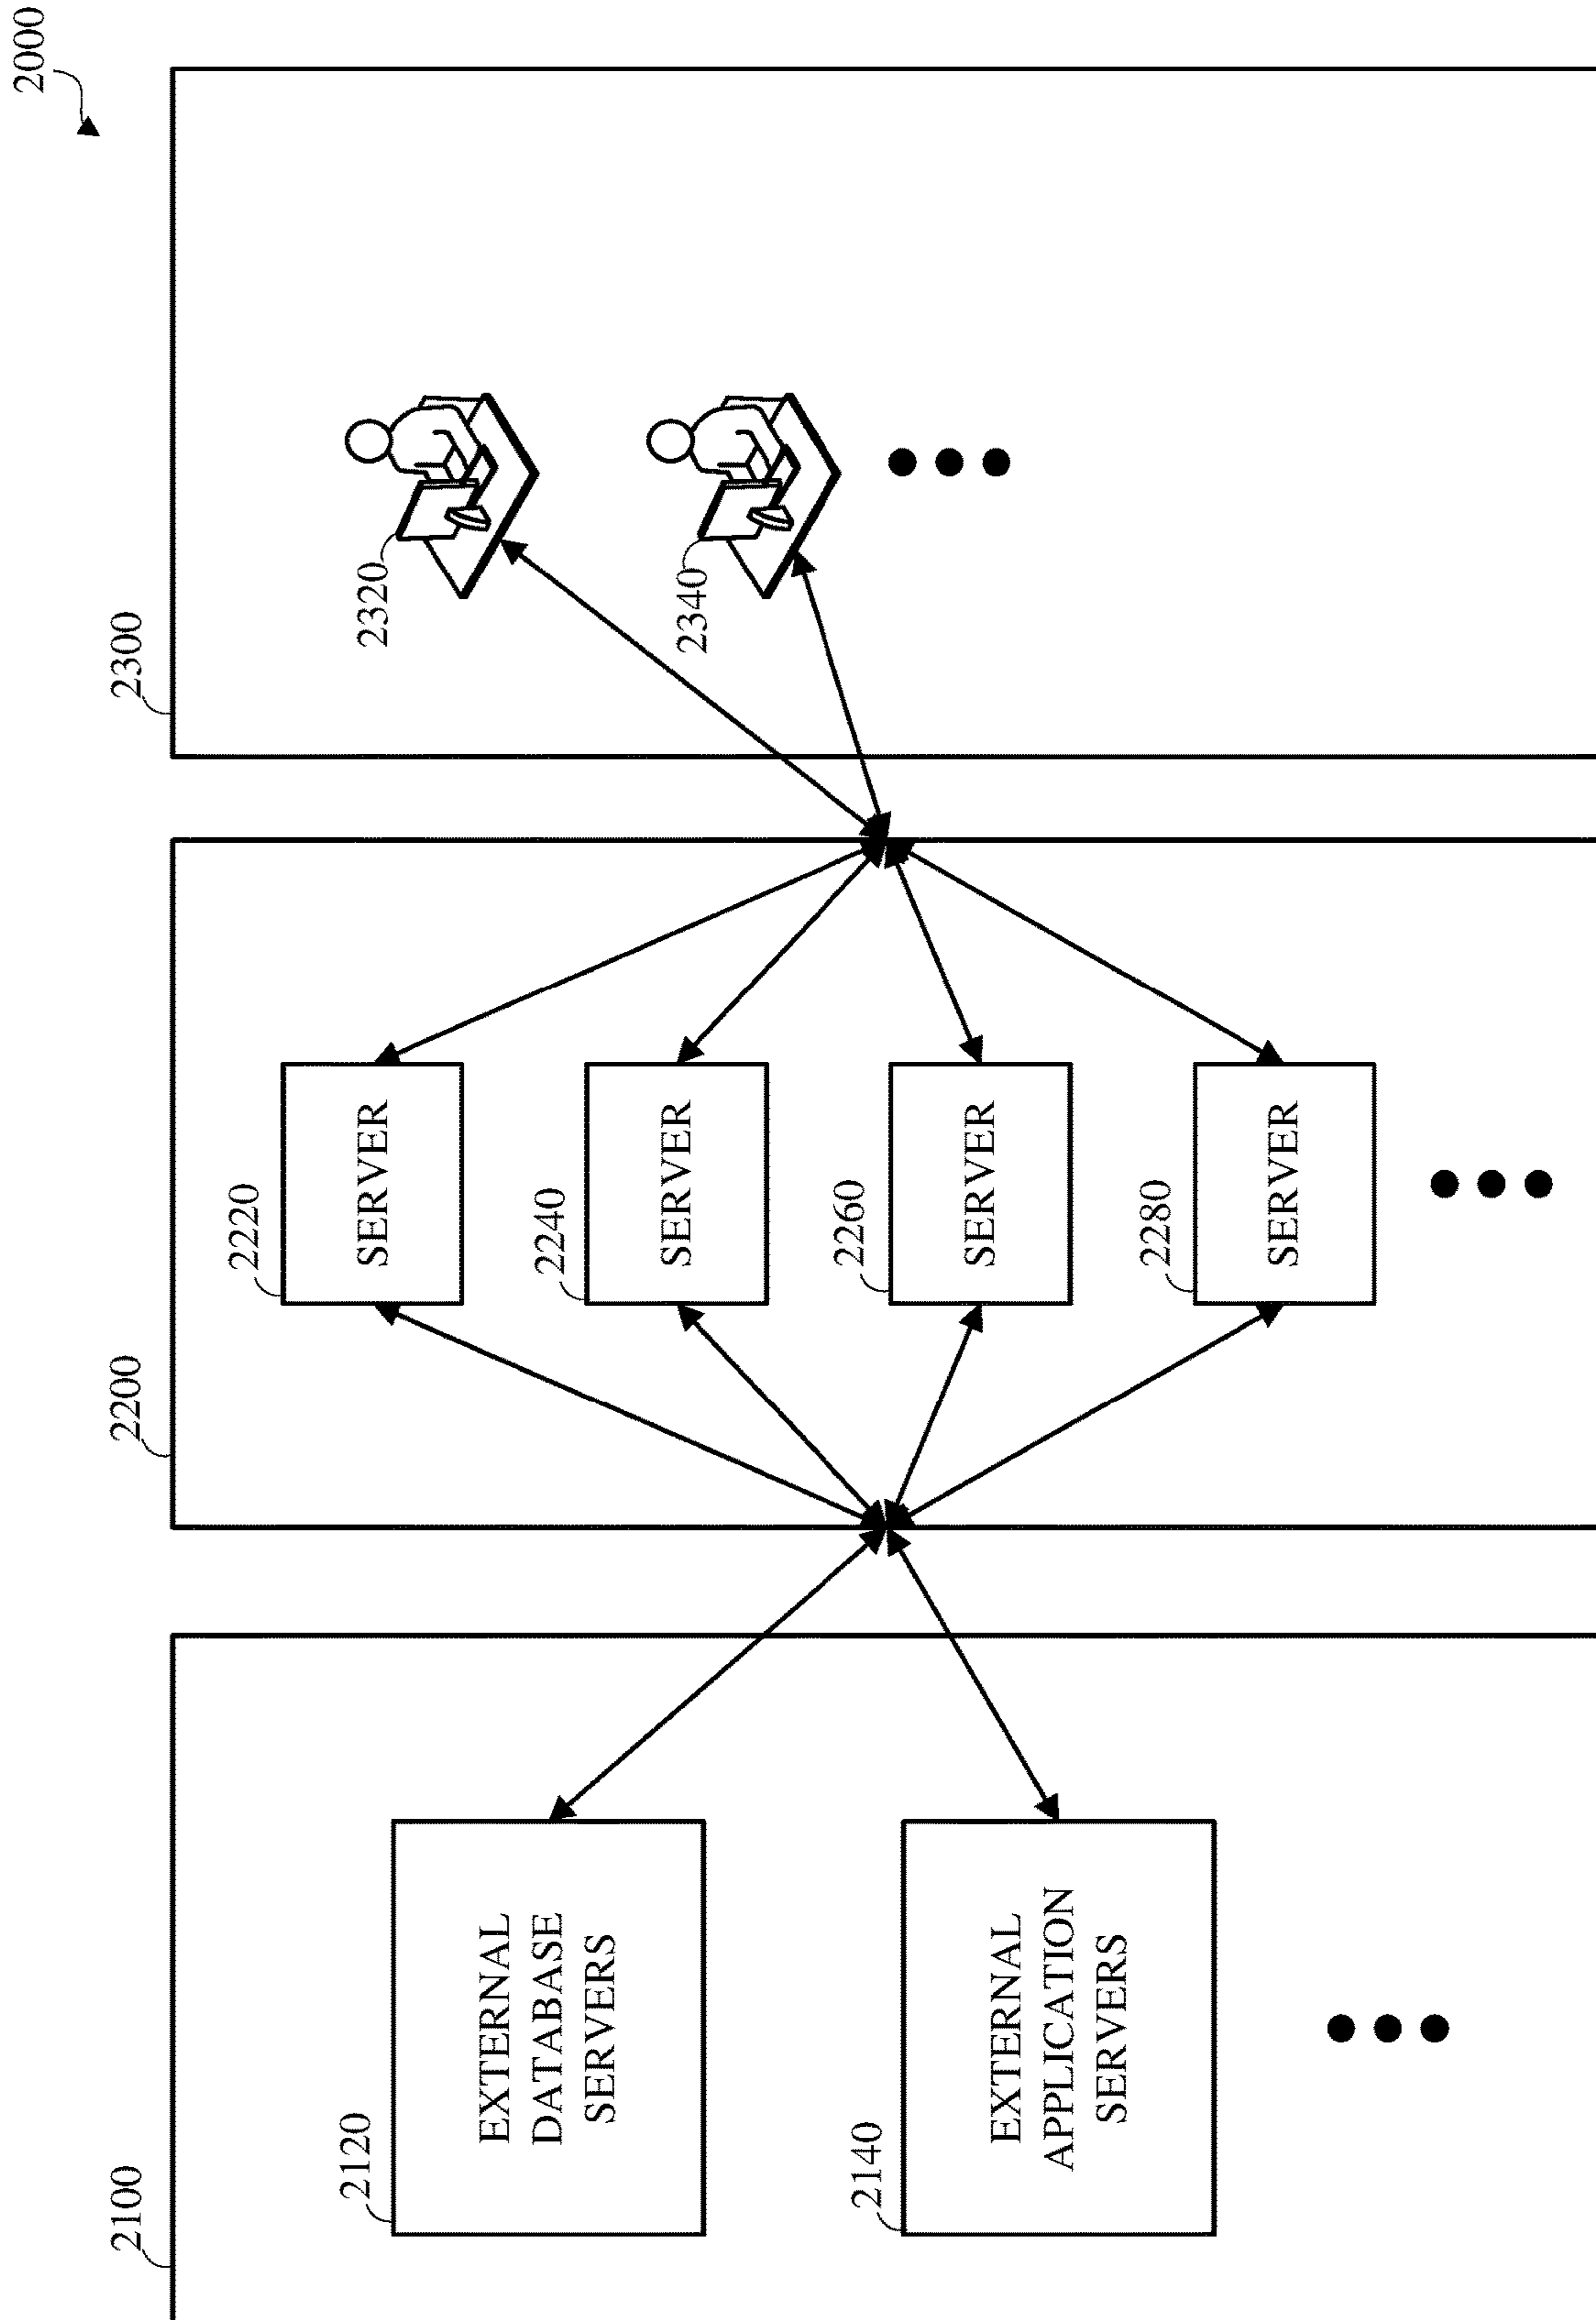 2000
2100
2200
2300
2120
EXTERNAL
DATABASE
SERVERS
2140
EXTERNAL
APPLICATION
SERVERS
2220
SERVER
2240
SERVER
2260
SERVER
2280
SERVER
2320
2340